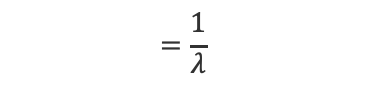 = 1/λ